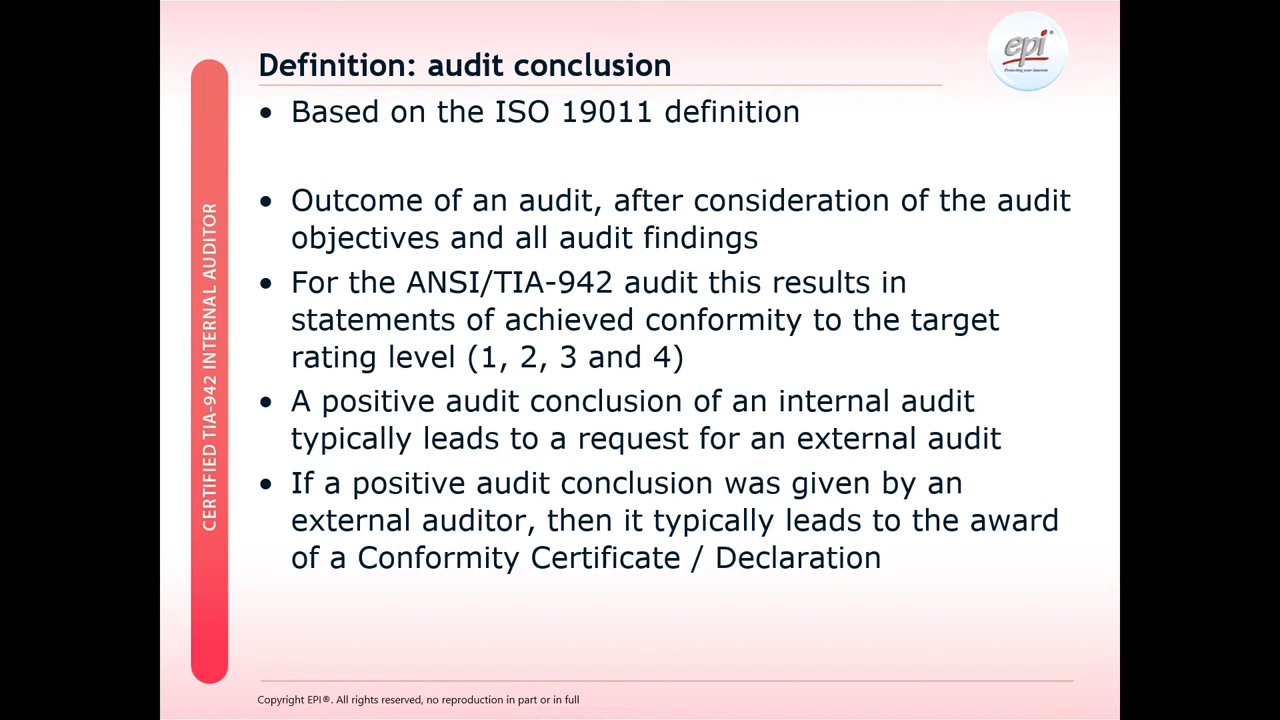 Definition: audit conclusion
epi®
Protecting your interests
• Based on the ISO 19011 definition
• Outcome of an audit, after consideration of the audit
objectives and all audit findings
• For the ANSI/TIA-942 audit this results in
statements of achieved conformity to the target
rating level (1, 2, 3 and 4)
• A positive audit conclusion of an internal audit
typically leads to a request for an external audit
• If a positive audit conclusion was given by an
external auditor, then it typically leads to the award
of a Conformity Certificate / Declaration
CERTIFIED TIA-942 INTERNAL AUDITOR
Copyright EPI®. All rights reserved, no reproduction in part or in full